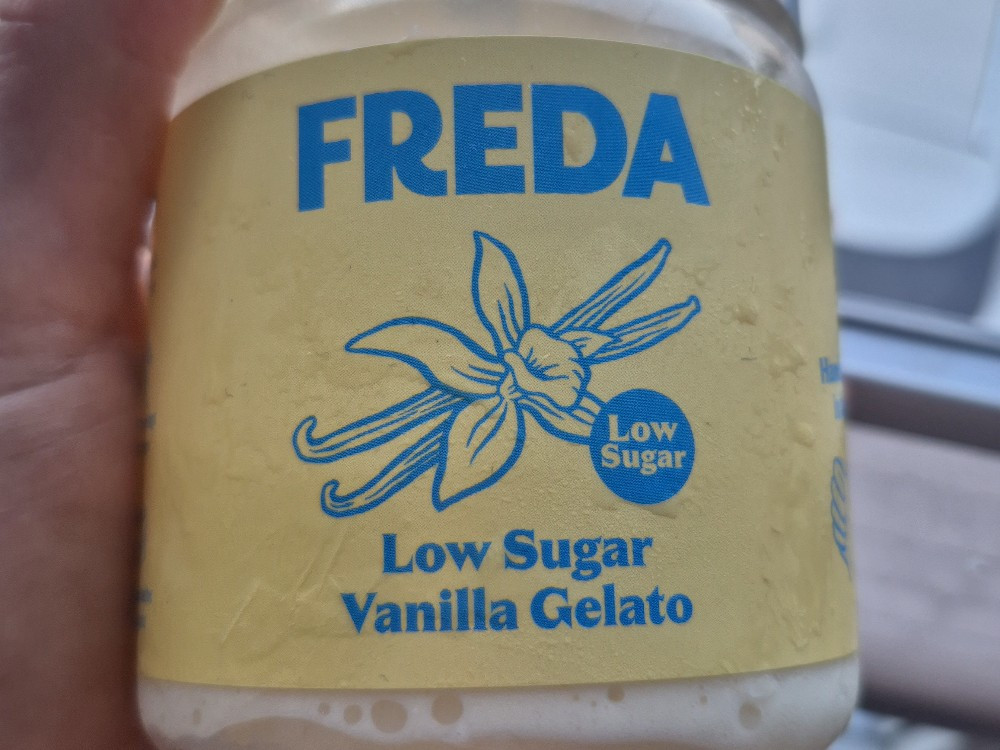 FREDA
Low
Sugar
Low Sugar
Vanilla Gelato